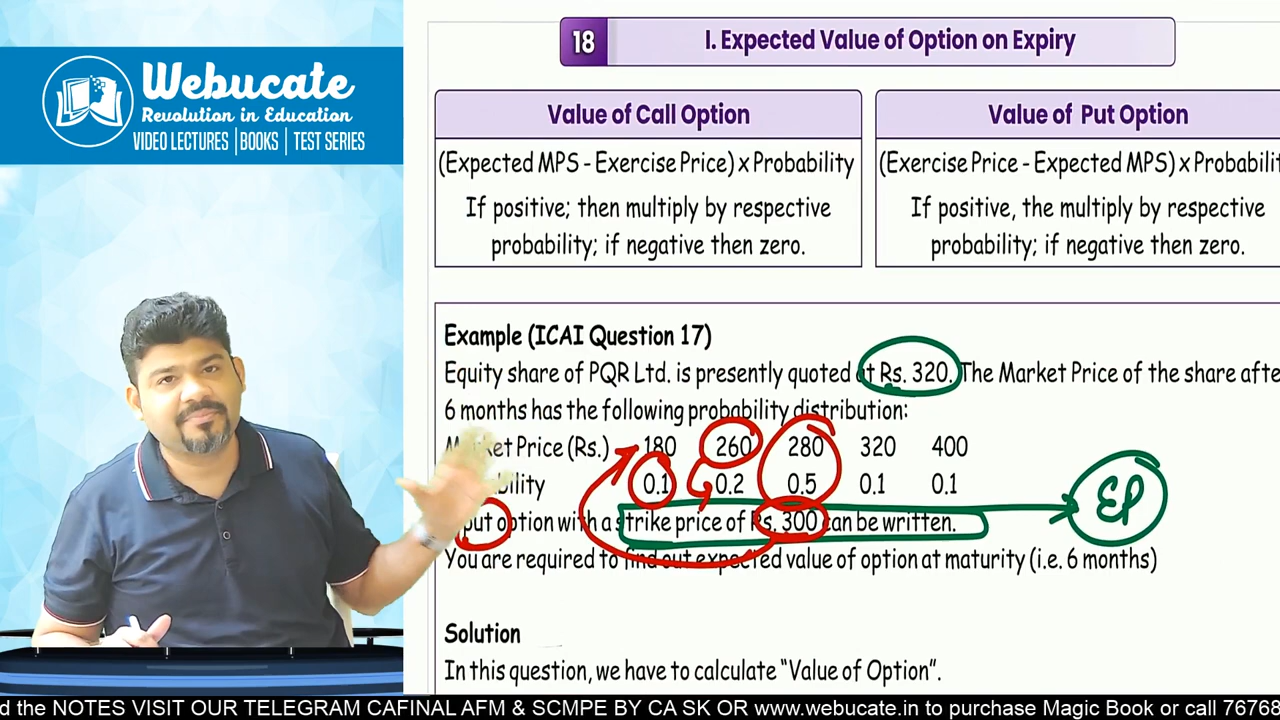 Webucate
Revolution in Education
VIDEO LECTURES | BOOKS | TEST SERIES
18
I. Expected Value of Option on Expiry
Value of Call Option
(Expected MPS - Exercise Price) x Probability
If positive; then multiply by respective
probability; if negative then zero.
Value of Put Option
(Exercise Price - Expected MPS) x Probabilit
If positive, the multiply by respective
probability; if negative then zero.
Example (ICAI Question 17)
Equity share of PQR Ltd. is presently quoted at Rs. 320. The Market Price of the share afte
6 months has the following probability distribution:
Market Price (Rs.) 180 260 280 320 400
bility 0.1 0.2 0.5 0.1 0.1
put option with a strike price of Rs. 300 can be written.
EP
You are required to find out expected value of option at maturity (i.e. 6 months)
Solution
In this question, we have to calculate “Value of Option”.
d the NOTES VISIT OUR TELEGRAM CAFINAL AFM & SCMPE BY CA SK OR www.webucate.in to purchase Magic Book or call 76768